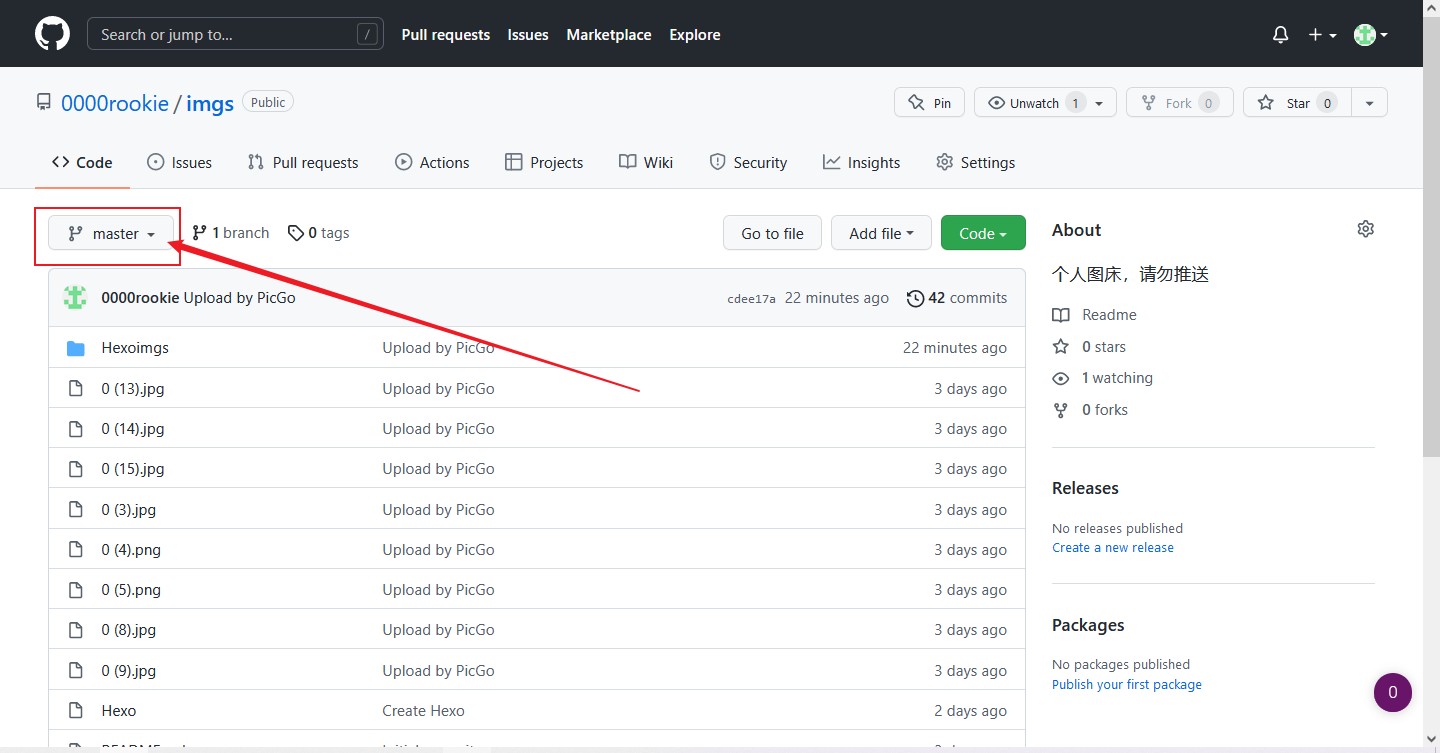 Search or jump to... /
Pull requests Issues Marketplace Explore
0000rookie / imgs Public
Pin Unwatch 1 Fork 0 Star 0
Code Issues Pull requests Actions Projects Wiki Security Insights Settings
master 1 branch 0 tags Go to file Add file Code
0000rookie Upload by PicGo cdee17a 22 minutes ago 42 commits
Hexoimgs Upload by PicGo 22 minutes ago
0 (13).jpg Upload by PicGo 3 days ago
0 (14).jpg Upload by PicGo 3 days ago
0 (15).jpg Upload by PicGo 3 days ago
0 (3).jpg Upload by PicGo 3 days ago
0 (4).png Upload by PicGo 3 days ago
0 (5).png Upload by PicGo 3 days ago
0 (8).jpg Upload by PicGo 3 days ago
0 (9).jpg Upload by PicGo 3 days ago
Hexo Create Hexo 2 days ago
About
个人图床，请勿推送
Readme
0 stars
1 watching
0 forks
Releases
No releases published
Create a new release
Packages
No packages published
Publish your first package
0